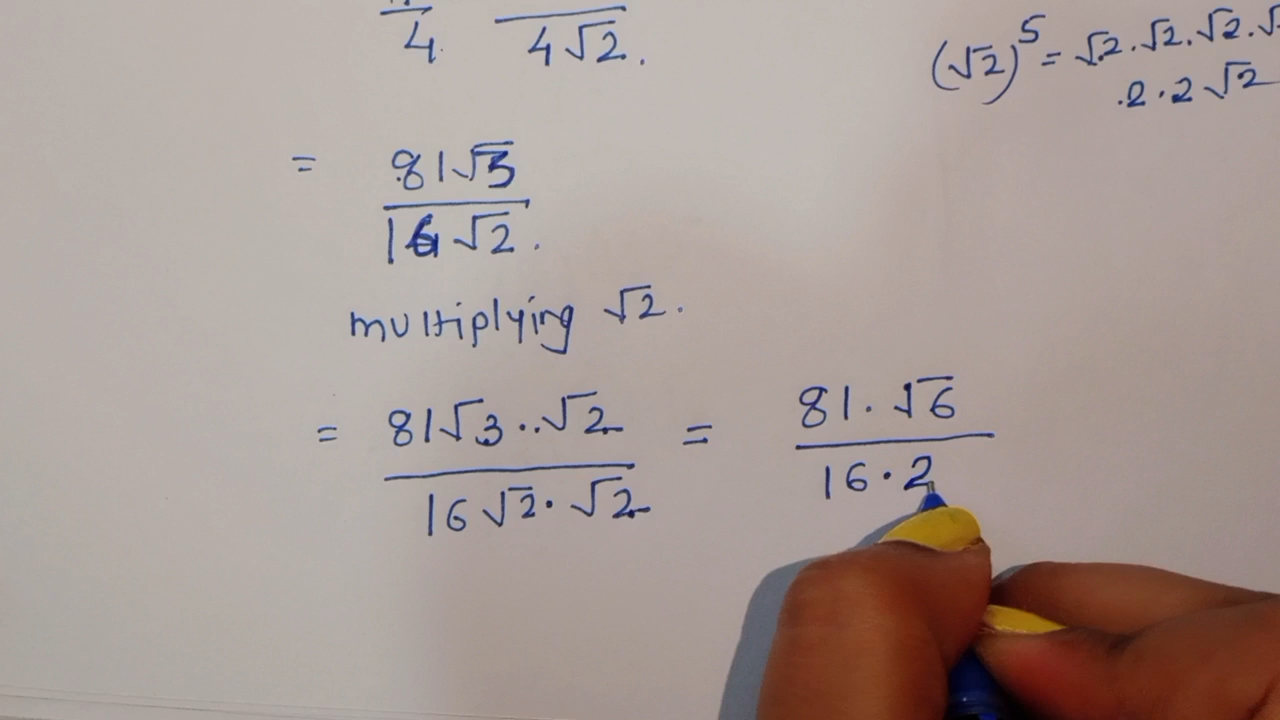 4 4√2.
(√2)⁵ = √2.√2.√2.√
.2.2√2
= 81√3
16√2.
multiplying √2.
= 81√3..√2 = 81.√6
16√2.√2 16.2